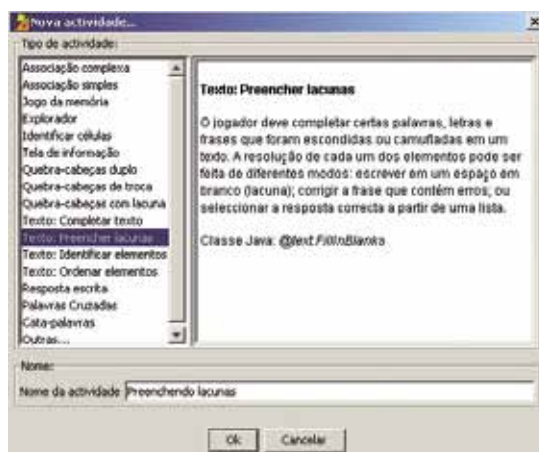 Nova actividade...
Tipo de actividade:
Associação complexa
Associação simples
Jogo da memória
Explorador
Identificar células
Tela de informação
Quebra-cabeças duplo
Quebra-cabeças de troca
Quebra-cabeças com lacuna
Texto: Completar texto
Texto: Preencher lacunas
Texto: Identificar elementos
Texto: Ordenar elementos
Resposta escrita
Palavras Cruzadas
Cata-palavras
Outras...
Texto: Preencher lacunas
O jogador deve completar certas palavras, letras e
frases que foram escondidas ou camufladas em um
texto. A resolução de cada um dos elementos pode ser
feita de diferentes modos: escrever em um espaço em
branco (lacuna); corrigir a frase que contém erros; ou
seleccionar a resposta correcta a partir de uma lista.
Classe Java: @text.FillInBlanks
Nome:
Nome da actividade Preenchendo lacunas
Ok Cancelar